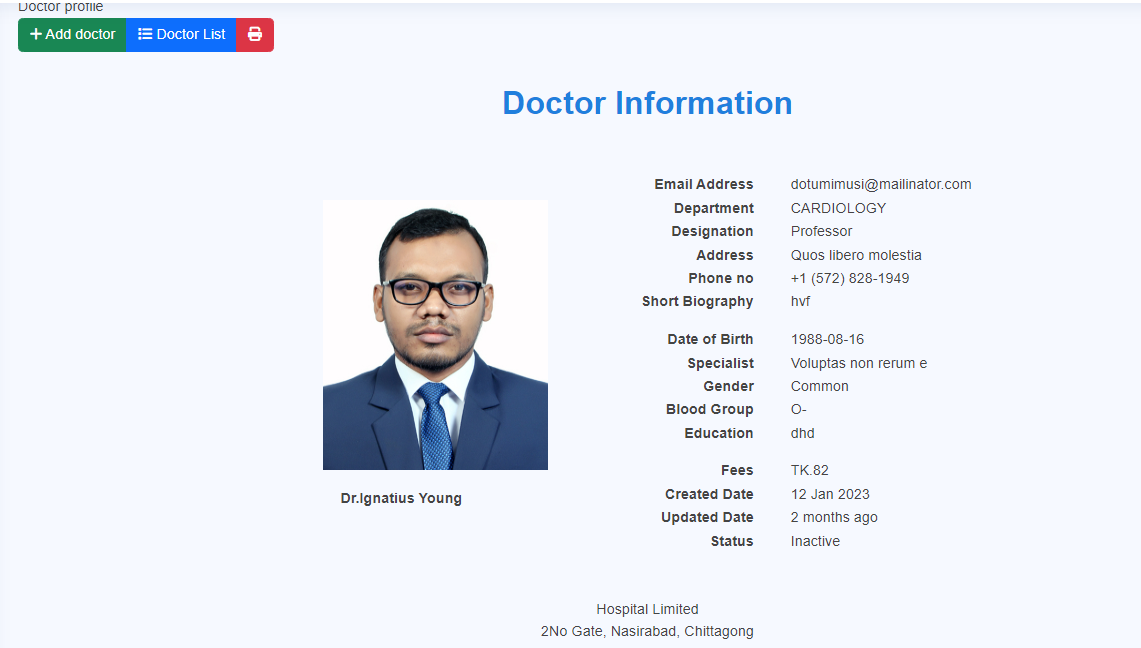 Doctor profile
Add doctor Doctor List
Doctor Information
Email Address dotumimusi@mailinator.com
Department CARDIOLOGY
Designation Professor
Address Quos libero molestia
Phone no +1 (572) 828-1949
Short Biography hvf
Date of Birth 1988-08-16
Specialist Voluptas non rerum e
Gender Common
Blood Group O-
Education dhd
Fees TK.82
Created Date 12 Jan 2023
Updated Date 2 months ago
Status Inactive
Dr.Ignatius Young
Hospital Limited
2No Gate, Nasirabad, Chittagong